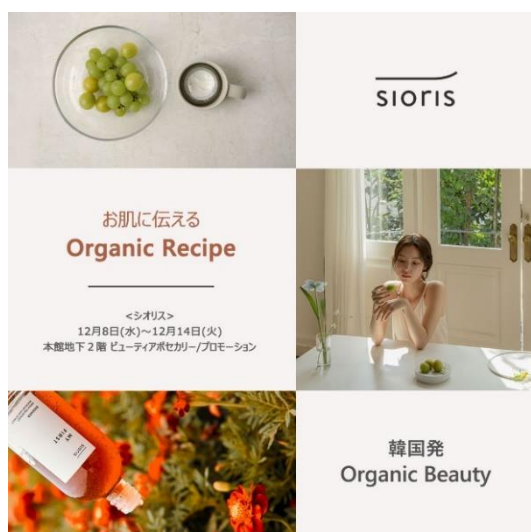 sioris
お肌に伝える
Organic Recipe
<シオリス>
12月8日(水)～12月14日(火)
本館地下2階 ビューティアポセカリー/プロモーション
MY
FIRST
韓国発
Organic Beauty